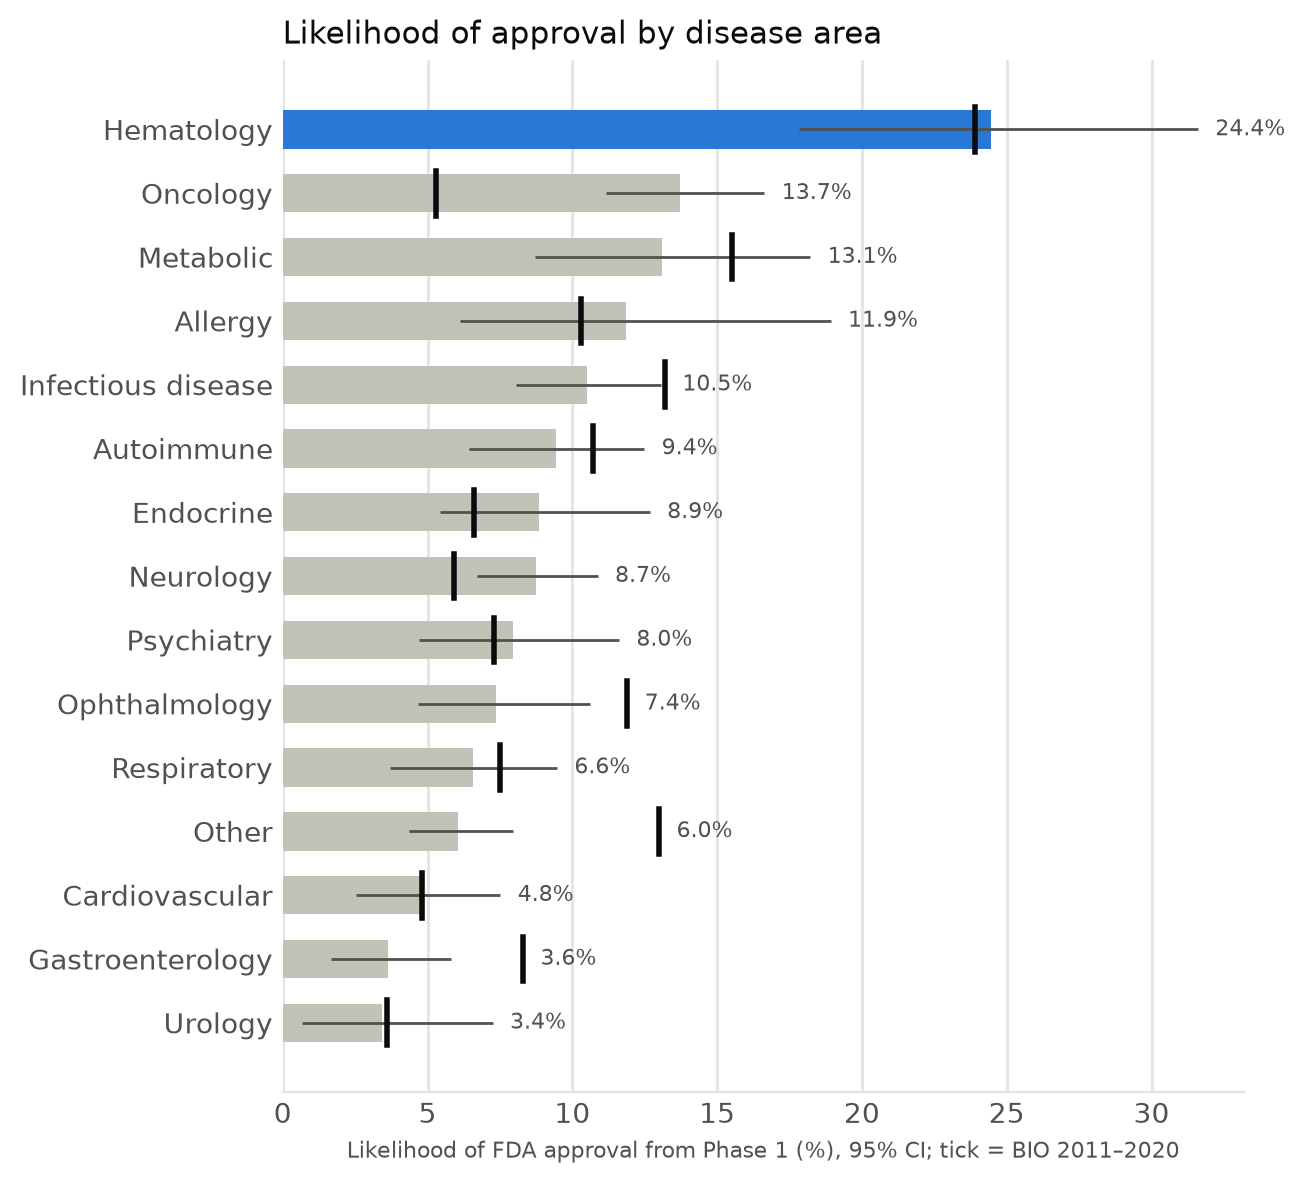 Likelihood of approval by disease area
Hematology 24.4%
Oncology 13.7%
Metabolic 13.1%
Allergy 11.9%
Infectious disease 10.5%
Autoimmune 9.4%
Endocrine 8.9%
Neurology 8.7%
Psychiatry 8.0%
Ophthalmology 7.4%
Respiratory 6.6%
Other 6.0%
Cardiovascular 4.8%
Gastroenterology 3.6%
Urology 3.4%
0 5 10 15 20 25 30
Likelihood of FDA approval from Phase 1 (%), 95% CI; tick = BIO 2011–2020